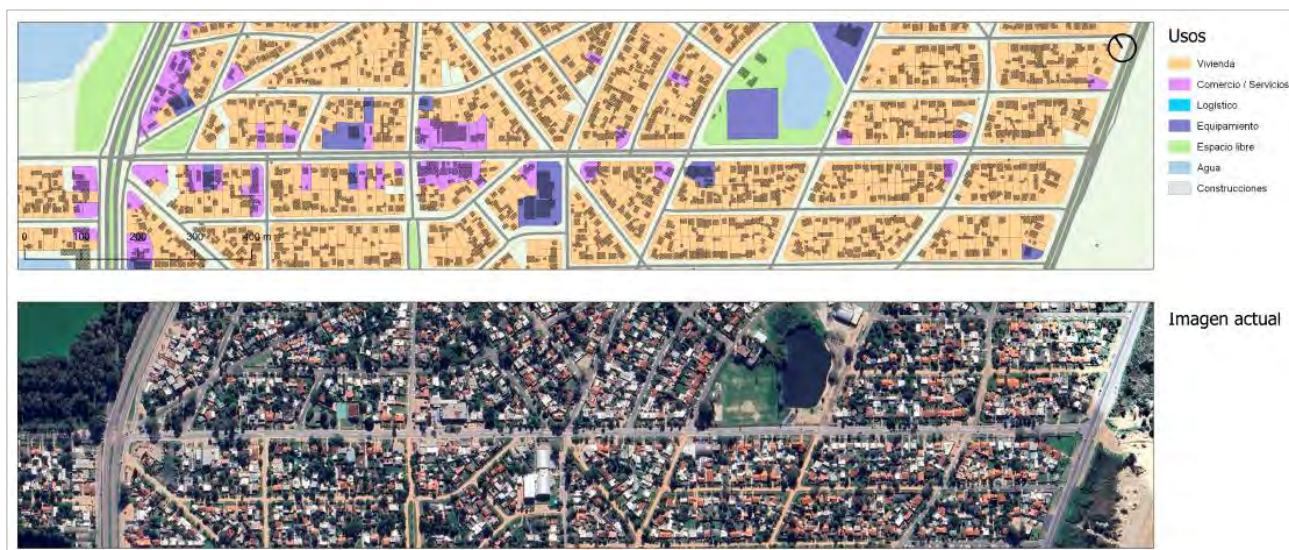 Usos
Vivienda
Comercio / Servicios
Logístico
Equipamiento
Espacio libre
Agua
Construcciones
0 100 200 300 400 m
Imagen actual